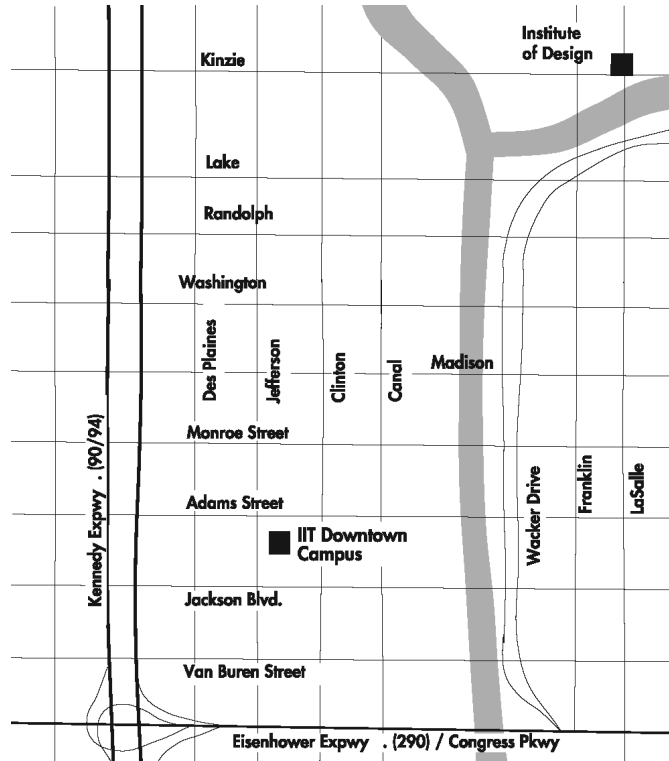 Institute
of Design
Kinzie
Lake
Randolph
Washington
Des Plaines
Jefferson
Clinton
Canal
Madison
Monroe Street
Kennedy Expwy . (90/94)
Adams Street
Wacker Drive
Franklin
LaSalle
IIT Downtown
Campus
Jackson Blvd.
Van Buren Street
Eisenhower Expwy . (290) / Congress Pkwy